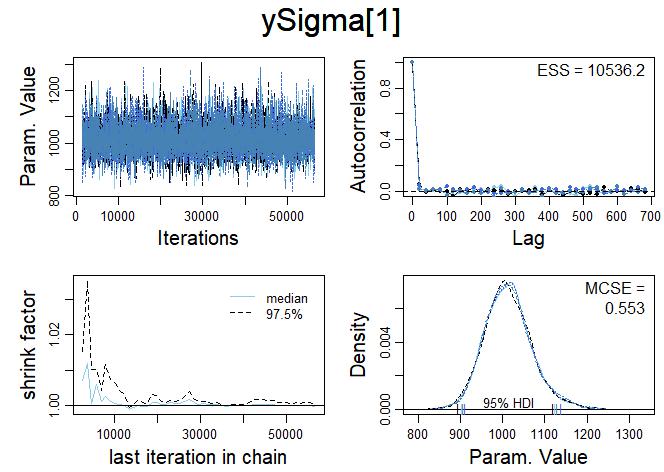 ySigma[1]
Param. Value
800 1000 1200
0 10000 30000 50000
Iterations
Autocorrelation
0.0 0.4 0.8
ESS = 10536.2
0 100 200 300 400 500 600 700
Lag
shrink factor
1.00 1.02
median
97.5%
10000 30000 50000
last iteration in chain
Density
0.000 0.004
MCSE =
0.553
95% HDI
800 900 1000 1100 1200 1300
Param. Value